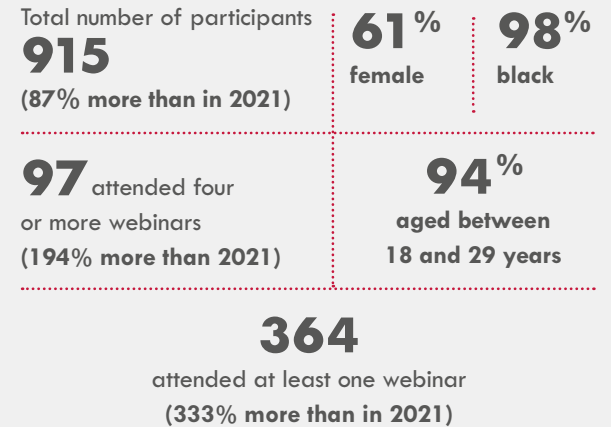 Total number of participants
915
(87% more than in 2021)
61%
female
98%
black
97 attended four
or more webinars
(194% more than 2021)
94%
aged between
18 and 29 years
364
attended at least one webinar
(333% more than in 2021)